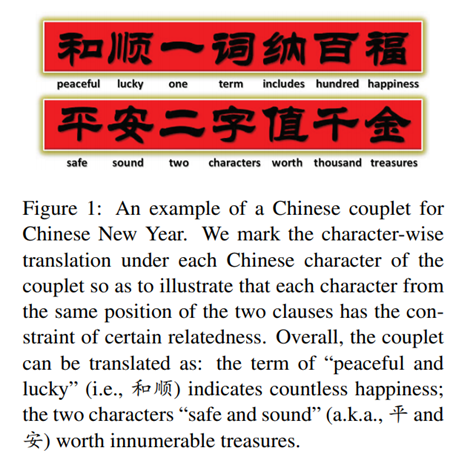 和顺一词纳百福
peaceful lucky one term includes hundred happiness
平安二字值千金
safe sound two characters worth thousand treasures
Figure 1: An example of a Chinese couplet for
Chinese New Year. We mark the character-wise
translation under each Chinese character of the
couplet so as to illustrate that each character from
the same position of the two clauses has the con-
straint of certain relatedness. Overall, the couplet
can be translated as: the term of “peaceful and
lucky” (i.e., 和顺) indicates countless happiness;
the two characters “safe and sound” (a.k.a., 平 and
安) worth innumerable treasures.